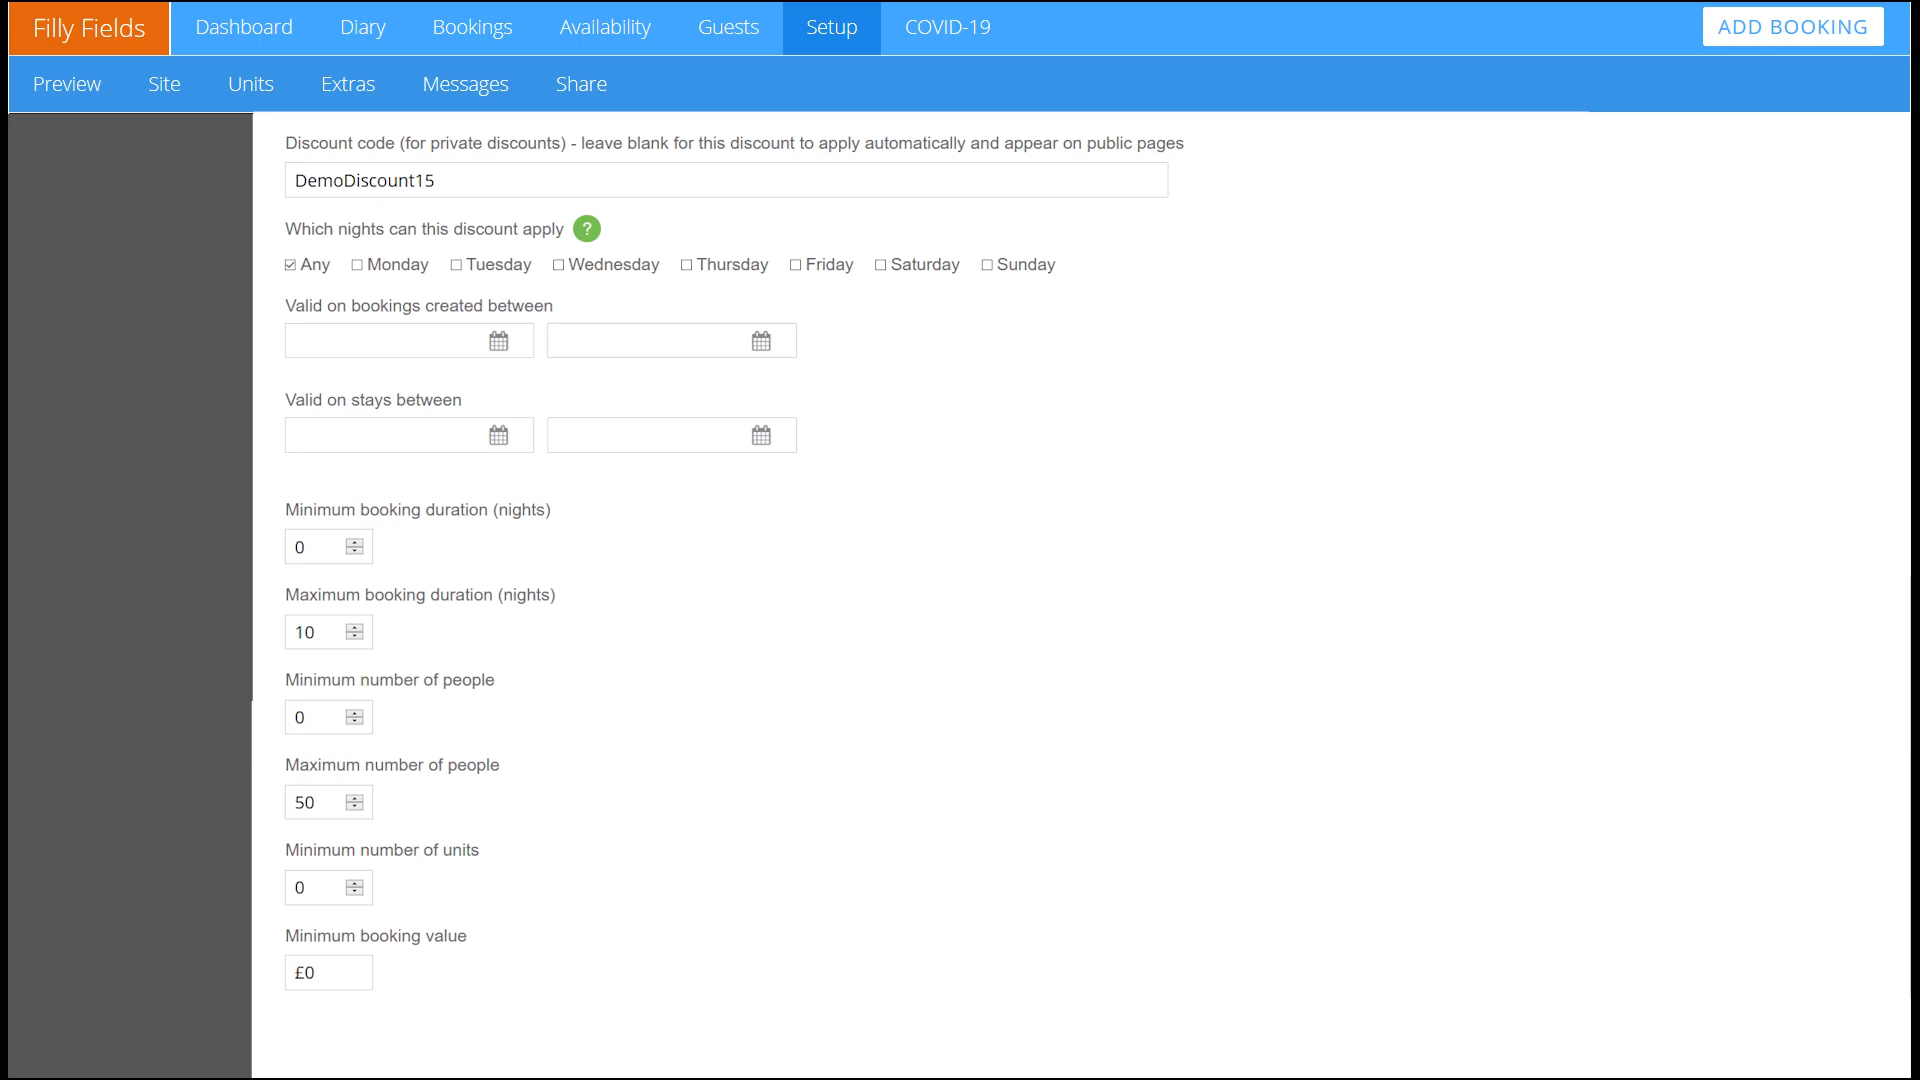 Filly Fields Dashboard Diary Bookings Availability Guests Setup COVID-19 ADD BOOKING
Preview Site Units Extras Messages Share
Discount code (for private discounts) - leave blank for this discount to apply automatically and appear on public pages
DemoDiscount15
Which nights can this discount apply ?
Any Monday Tuesday Wednesday Thursday Friday Saturday Sunday
Valid on bookings created between
Valid on stays between
Minimum booking duration (nights)
0
Maximum booking duration (nights)
10
Minimum number of people
0
Maximum number of people
50
Minimum number of units
0
Minimum booking value
£0